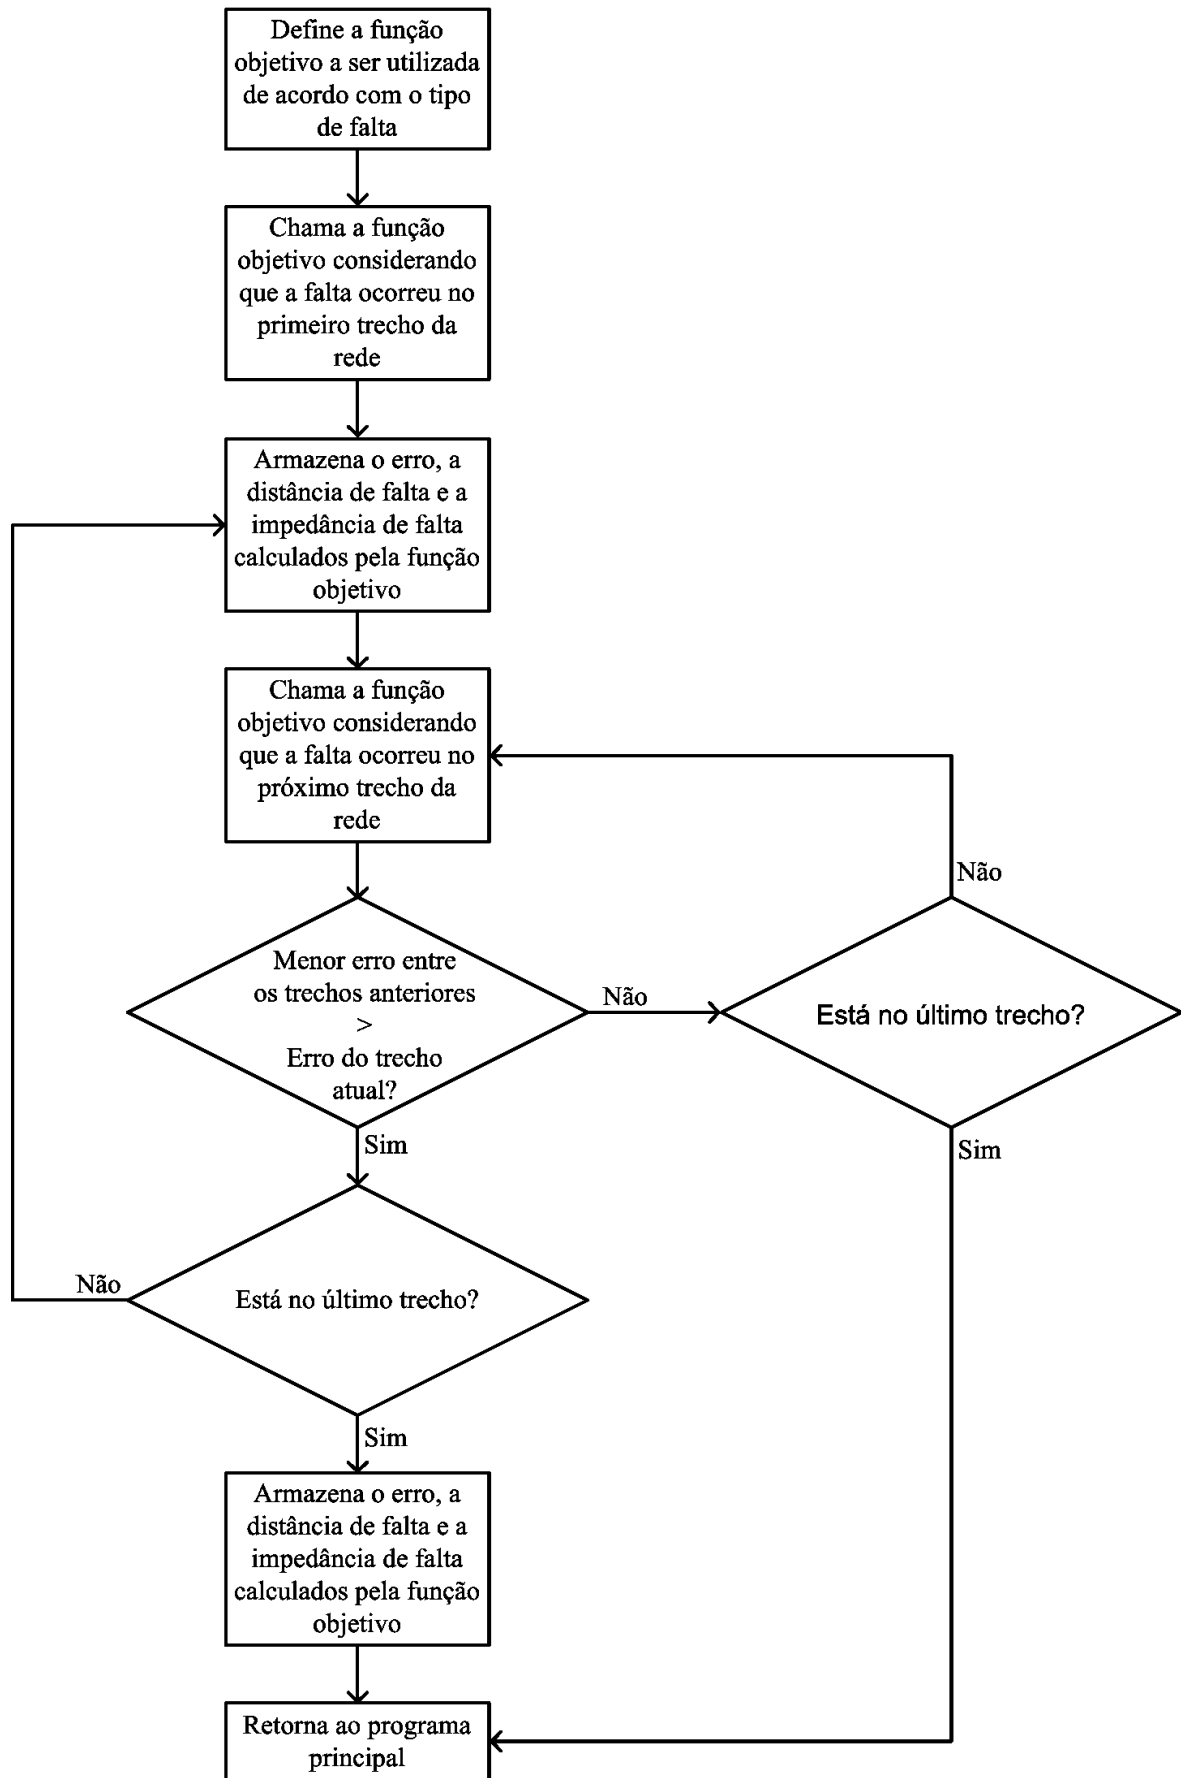 Define a função
objetivo a ser utilizada
de acordo com o tipo
de falta
Chama a função
objetivo considerando
que a falta ocorreu no
primeiro trecho da
rede
Armazena o erro, a
distância de falta e a
impedância de falta
calculados pela função
objetivo
Chama a função
objetivo considerando
que a falta ocorreu no
próximo trecho da
rede
Menor erro entre
os trechos anteriores
>
Erro do trecho
atual?
Não
Está no último trecho?
Não
Sim
Sim
Está no último trecho?
Não
Sim
Armazena o erro, a
distância de falta e a
impedância de falta
calculados pela função
objetivo
Retorna ao programa
principal